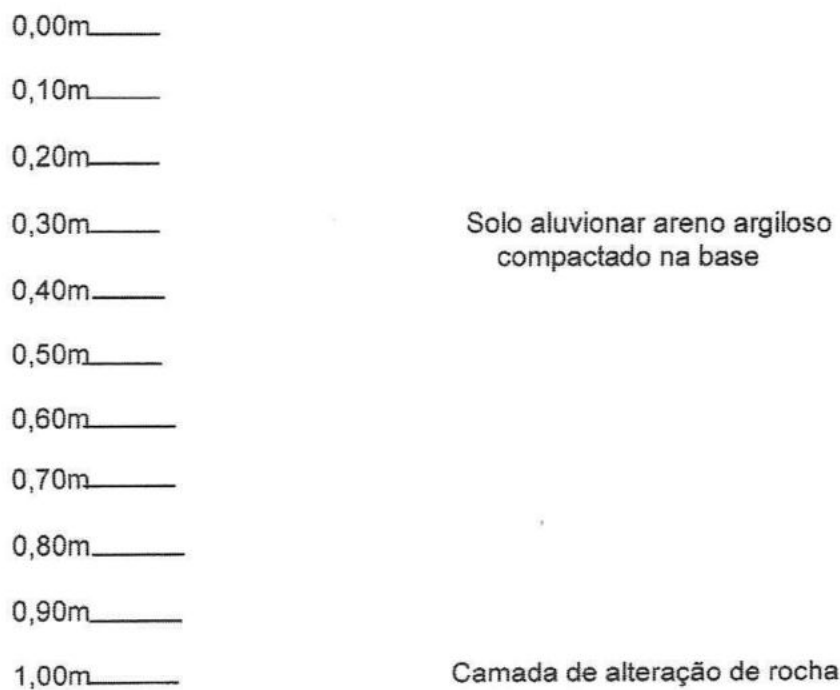 0,00m
0,10m
0,20m
0,30m Solo aluvionar areno argiloso
compactado na base
0,40m
0,50m
0,60m
0,70m
0,80m
0,90m
1,00m Camada de alteração de rocha